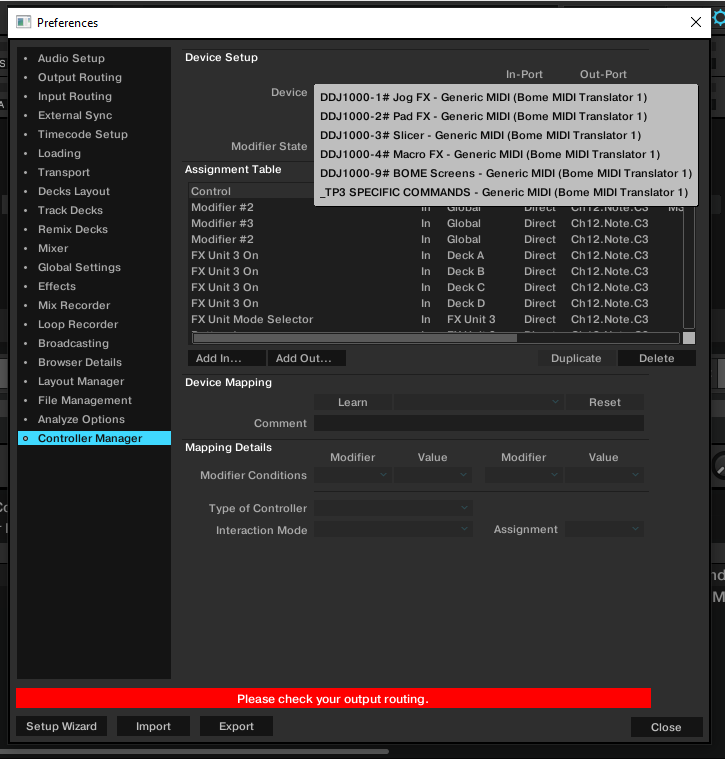 Preferences
Audio Setup
Output Routing
Input Routing
External Sync
Timecode Setup
Loading
Transport
Decks Layout
Track Decks
Remix Decks
Mixer
Global Settings
Effects
Mix Recorder
Loop Recorder
Broadcasting
Browser Details
Layout Manager
File Management
Analyze Options
Controller Manager
Device Setup
In-Port Out-Port
Device
DDJ1000-1# Jog FX - Generic MIDI (Bome MIDI Translator 1)
DDJ1000-2# Pad FX - Generic MIDI (Bome MIDI Translator 1)
DDJ1000-3# Slicer - Generic MIDI (Bome MIDI Translator 1)
DDJ1000-4# Macro FX - Generic MIDI (Bome MIDI Translator 1)
DDJ1000-9# BOME Screens - Generic MIDI (Bome MIDI Translator 1)
_TP3 SPECIFIC COMMANDS - Generic MIDI (Bome MIDI Translator 1)
Modifier State
Assignment Table
Control
Modifier #2 In Global Direct Ch12.Note.C3
Modifier #3 In Global Direct Ch12.Note.C3
Modifier #2 In Global Direct Ch12.Note.C3
FX Unit 3 On In Deck A Direct Ch12.Note.C3
FX Unit 3 On In Deck B Direct Ch12.Note.C3
FX Unit 3 On In Deck C Direct Ch12.Note.C3
FX Unit 3 On In Deck D Direct Ch12.Note.C3
FX Unit Mode Selector In FX Unit 3 Direct Ch12.Note.C3
Add In... Add Out... Duplicate Delete
Device Mapping
Learn Reset
Comment
Mapping Details
Modifier Value Modifier Value
Modifier Conditions
Type of Controller
Interaction Mode Assignment
Please check your output routing.
Setup Wizard Import Export Close